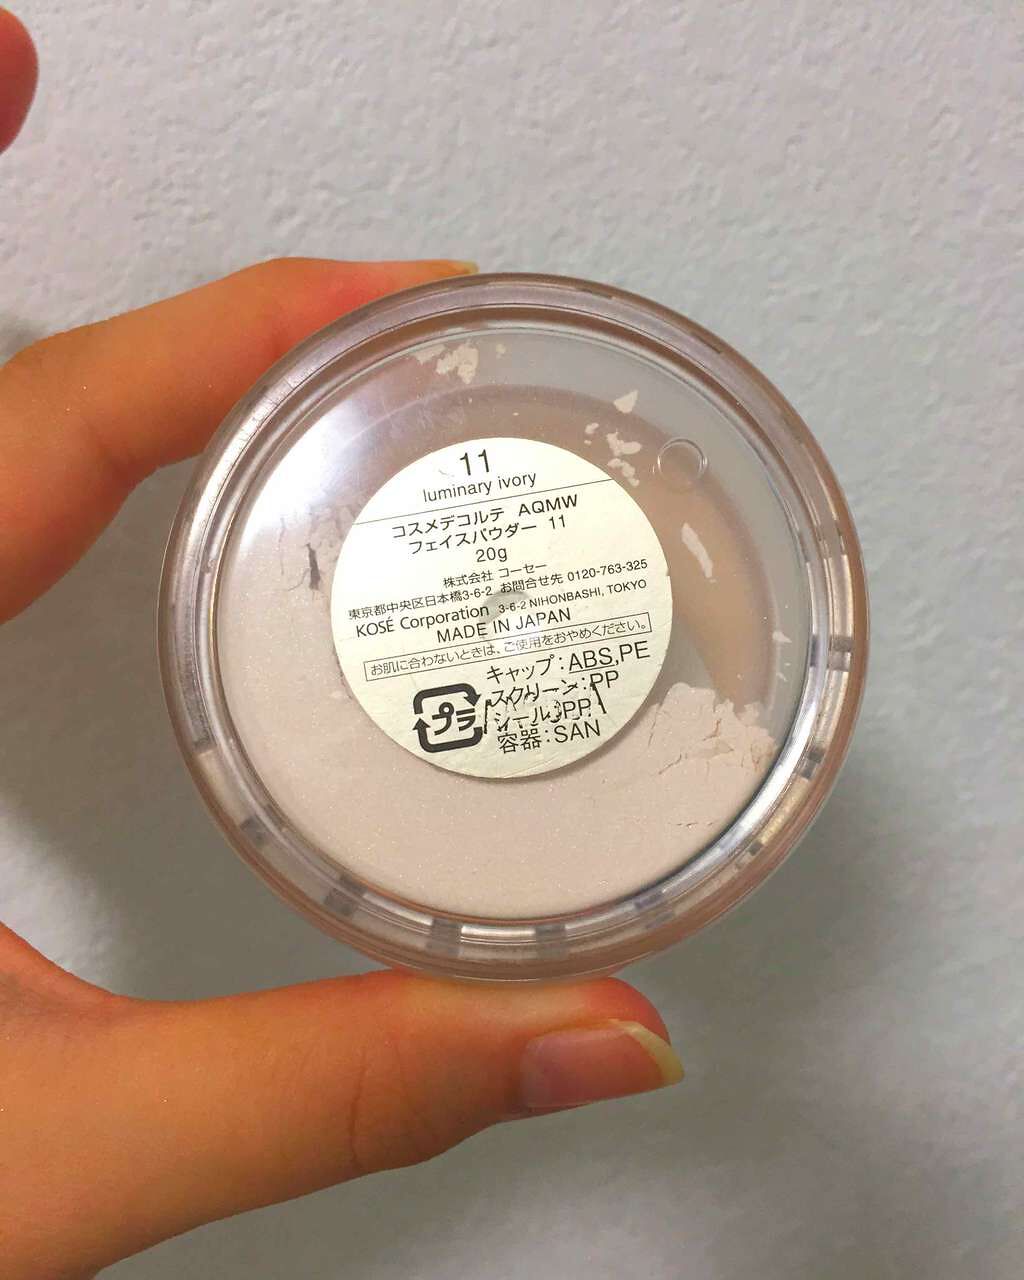 11
luminary ivory
コスメデコルテ AQMW
フェイスパウダー 11
20g
株式会社 コーセー
東京都中央区日本橋3-6-2 お問合せ先 0120-763-325
KOSÉ Corporation 3-6-2 NIHONBASHI, TOKYO
MADE IN JAPAN
お肌に合わないときは、ご使用をおやめください。
キャップ:ABS,PE
スクリーン:PP
シール:PP
容器:SAN
プラ